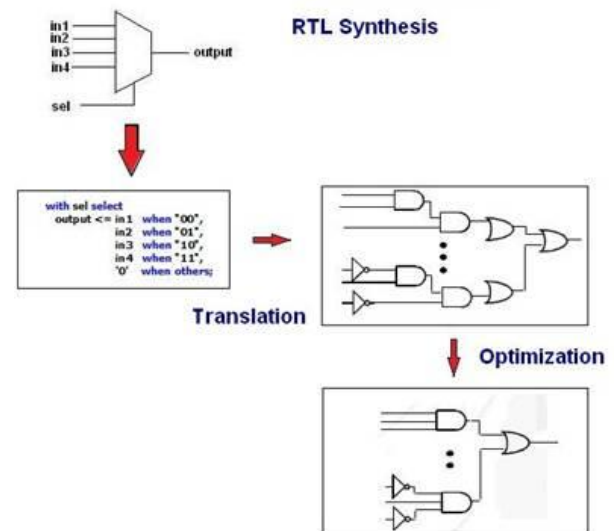 RTL Synthesis
in1
in2
in3
in4
output
sel
with sel select
output <= in1 when "00",
in2 when "01",
in3 when "10",
in4 when "11",
'0' when others;
Translation
Optimization